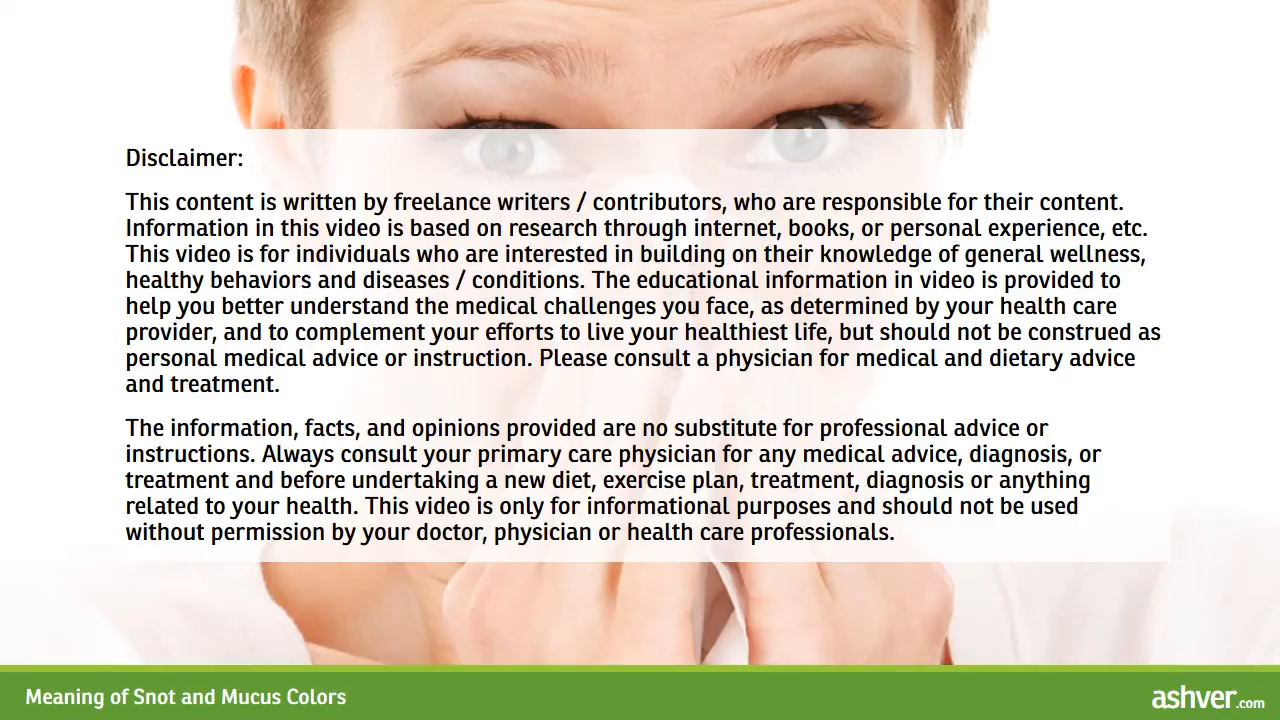 Disclaimer:
This content is written by freelance writers / contributors, who are responsible for their content.
Information in this video is based on research through internet, books, or personal experience, etc.
This video is for individuals who are interested in building on their knowledge of general wellness,
healthy behaviors and diseases / conditions. The educational information in video is provided to
help you better understand the medical challenges you face, as determined by your health care
provider, and to complement your efforts to live your healthiest life, but should not be construed as
personal medical advice or instruction. Please consult a physician for medical and dietary advice
and treatment.
The information, facts, and opinions provided are no substitute for professional advice or
instructions. Always consult your primary care physician for any medical advice, diagnosis, or
treatment and before undertaking a new diet, exercise plan, treatment, diagnosis or anything
related to your health. This video is only for informational purposes and should not be used
without permission by your doctor, physician or health care professionals.
Meaning of Snot and Mucus Colors
ashver.com